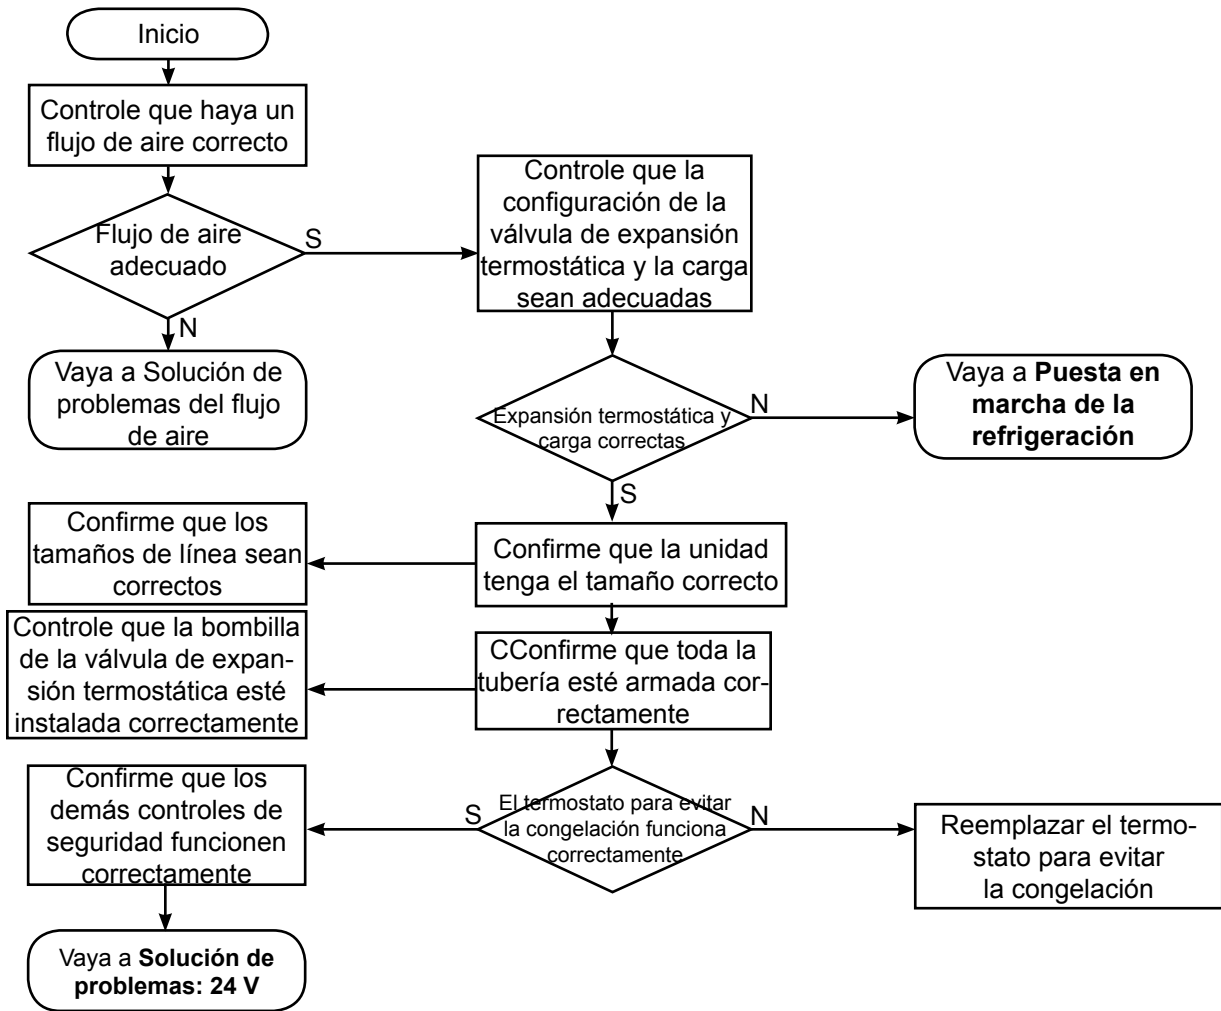 Inicio
Controle que haya un
flujo de aire correcto
Flujo de aire
adecuado
S
N
Vaya a Solución de
problemas del flujo
de aire
Controle que la
configuración de la
válvula de expansión
termostática y la carga
sean adecuadas
Expansión termostática y
carga correctas
N
Vaya a Puesta en
marcha de la
refrigeración
S
Confirme que la unidad
tenga el tamaño correcto
Confirme que los
tamaños de línea sean
correctos
CConfirme que toda la
tubería esté armada cor-
rectamente
Controle que la bombilla
de la válvula de expan-
sión termostática esté
instalada correctamente
El termostato para evitar
la congelación funciona
correctamente
S
N
Confirme que los
demás controles de
seguridad funcionen
correctamente
Reemplazar el termo-
stato para evitar
la congelación
Vaya a Solución de
problemas: 24 V